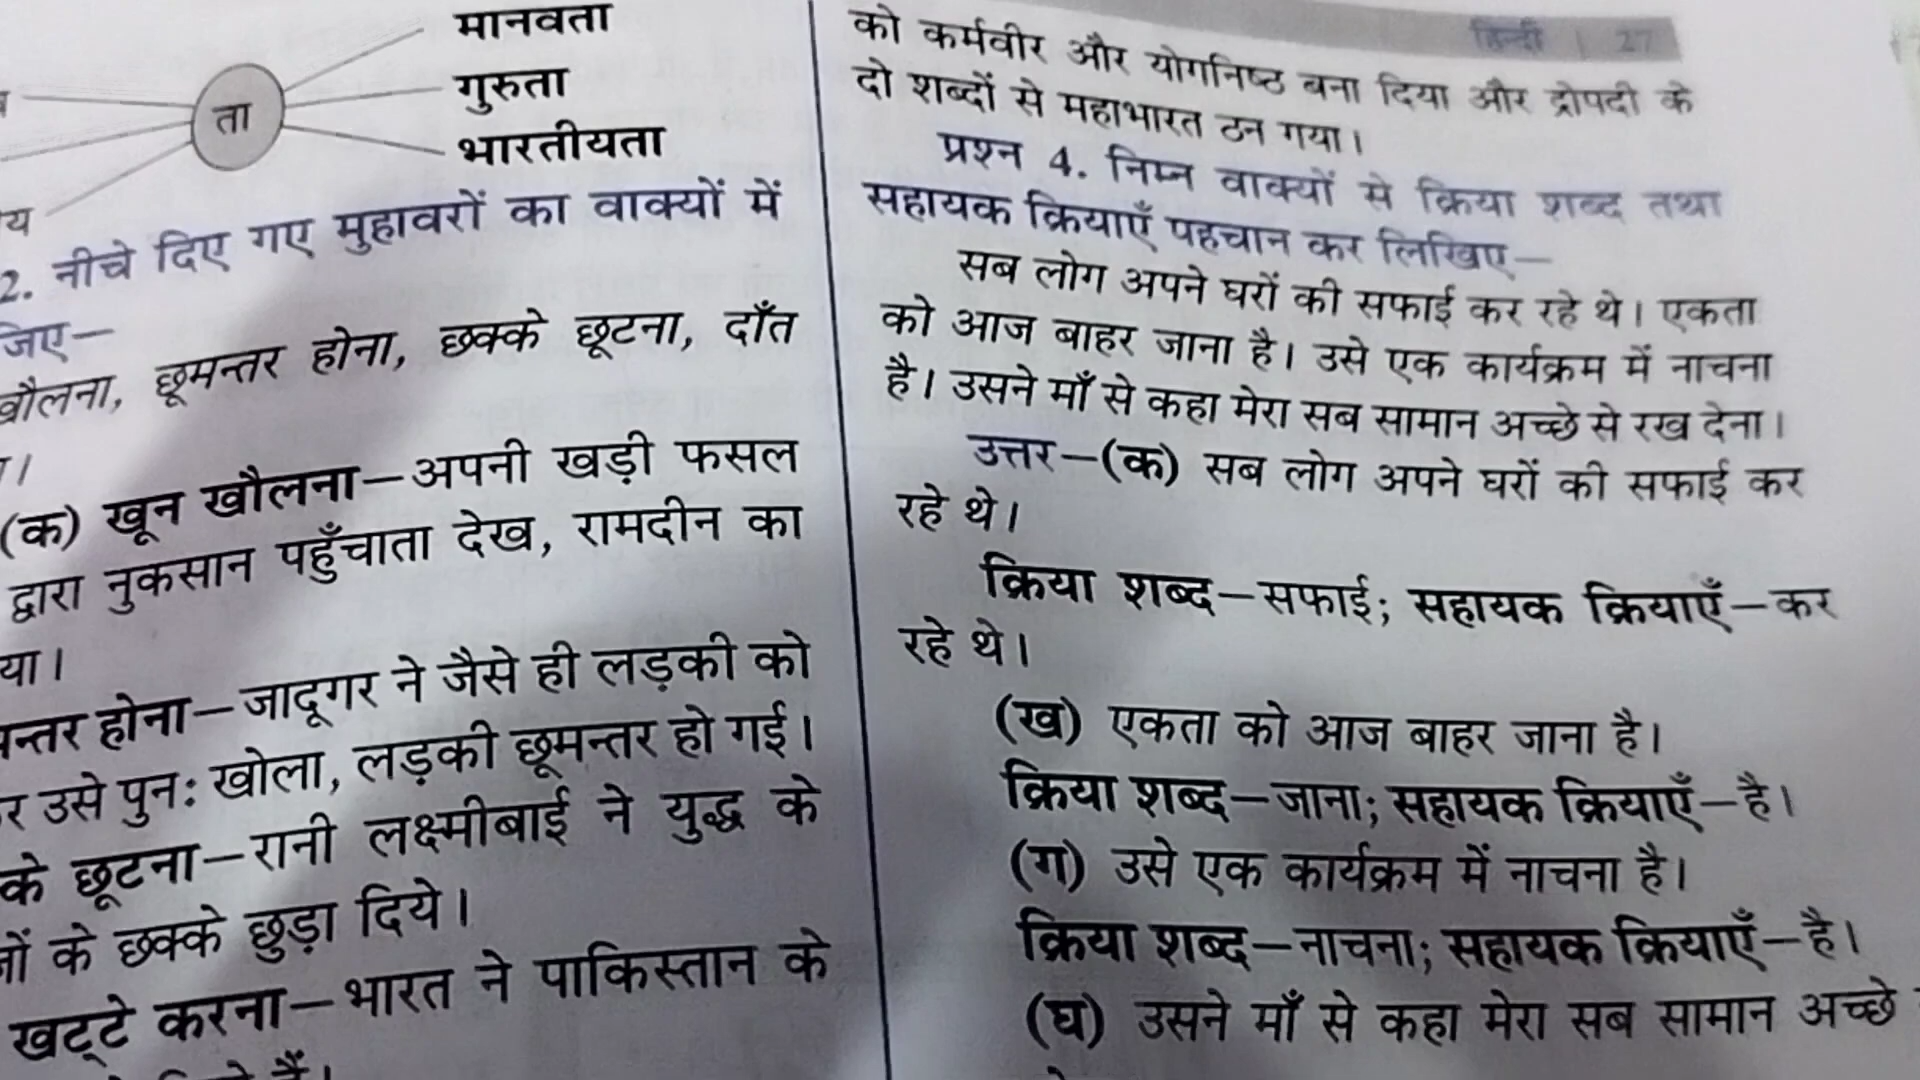 मानवता
गुरुता
भारतीयता
ता
य
2. नीचे दिए गए मुहावरों का वाक्यों में
जिए—
खौलना, छूमन्तर होना, छक्के छूटना, दाँत
(क) खून खौलना—अपनी खड़ी फसल
द्वारा नुकसान पहुँचाता देख, रामदीन का
या।
होना—जादूगर ने जैसे ही लड़की को
उसे पुनः खोला, लड़की छूमन्तर हो गई।
के छूटना—रानी लक्ष्मीबाई ने युद्ध के
के छक्के छुड़ा दिये।
खट्टे करना—भारत ने पाकिस्तान के
हिन्दी | 27
को कर्मवीर और योगनिष्ठ बना दिया और द्रोपदी के
दो शब्दों से महाभारत ठन गया।
प्रश्न 4. निम्न वाक्यों से क्रिया शब्द तथा
सहायक क्रियाएँ पहचान कर लिखिए—
सब लोग अपने घरों की सफाई कर रहे थे। एकता
को आज बाहर जाना है। उसे एक कार्यक्रम में नाचना
है। उसने माँ से कहा मेरा सब सामान अच्छे से रख देना।
उत्तर—(क) सब लोग अपने घरों की सफाई कर
रहे थे।
क्रिया शब्द—सफाई; सहायक क्रियाएँ—कर
रहे थे।
(ख) एकता को आज बाहर जाना है।
क्रिया शब्द—जाना; सहायक क्रियाएँ—है।
(ग) उसे एक कार्यक्रम में नाचना है।
क्रिया शब्द—नाचना; सहायक क्रियाएँ—है।
(घ) उसने माँ से कहा मेरा सब सामान अच्छे